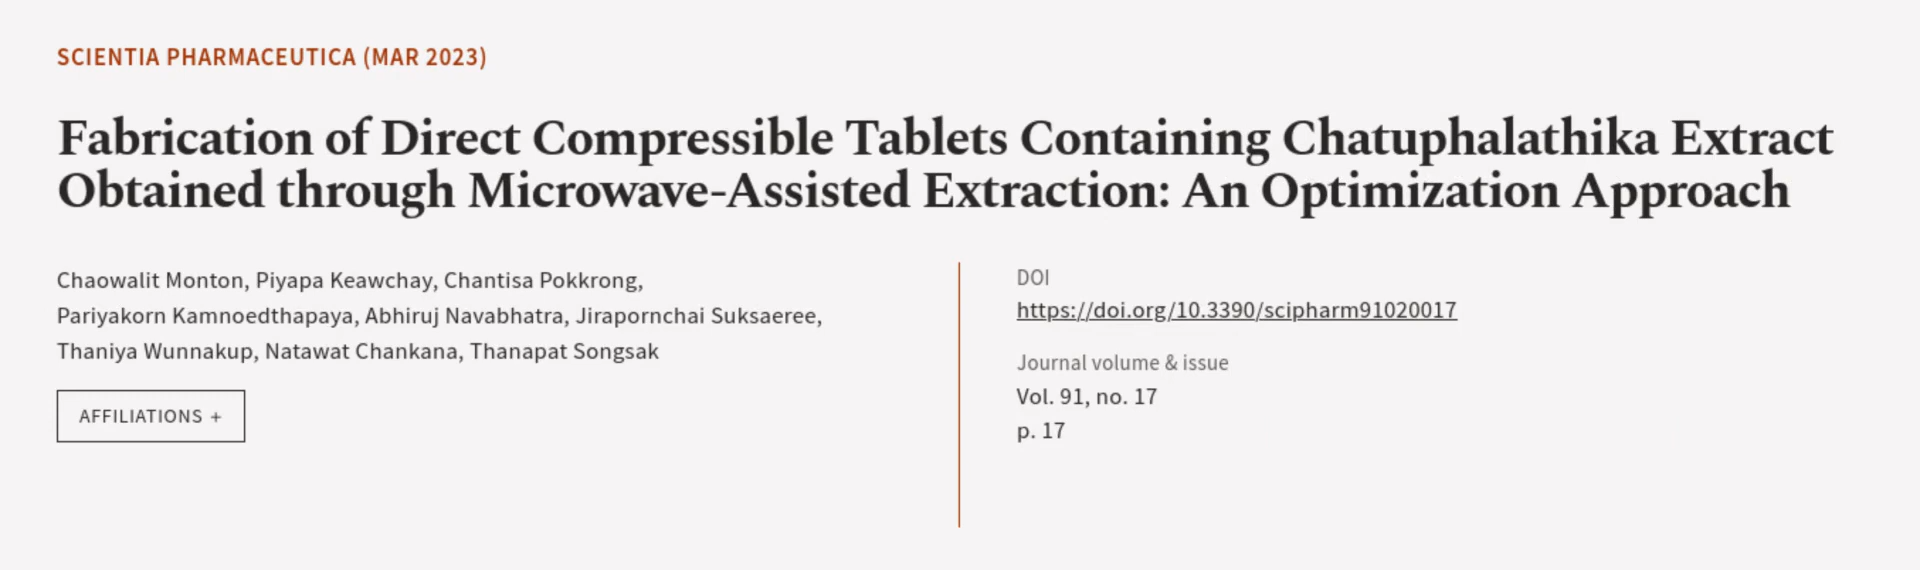 SCIENTIA PHARMACEUTICA (MAR 2023)
Fabrication of Direct Compressible Tablets Containing Chatuphalathika Extract
Obtained through Microwave-Assisted Extraction: An Optimization Approach
Chaowalit Monton, Piyapa Keawchay, Chantisa Pokkrong,
Pariyakorn Kamnoedthapaya, Abhiruj Navabhatra, Jirapornchai Suksaeree,
Thaniya Wunnakup, Natawat Chankana, Thanapat Songsak
AFFILIATIONS +
DOI
https://doi.org/10.3390/scipharm91020017
Journal volume & issue
Vol. 91, no. 17
p. 17